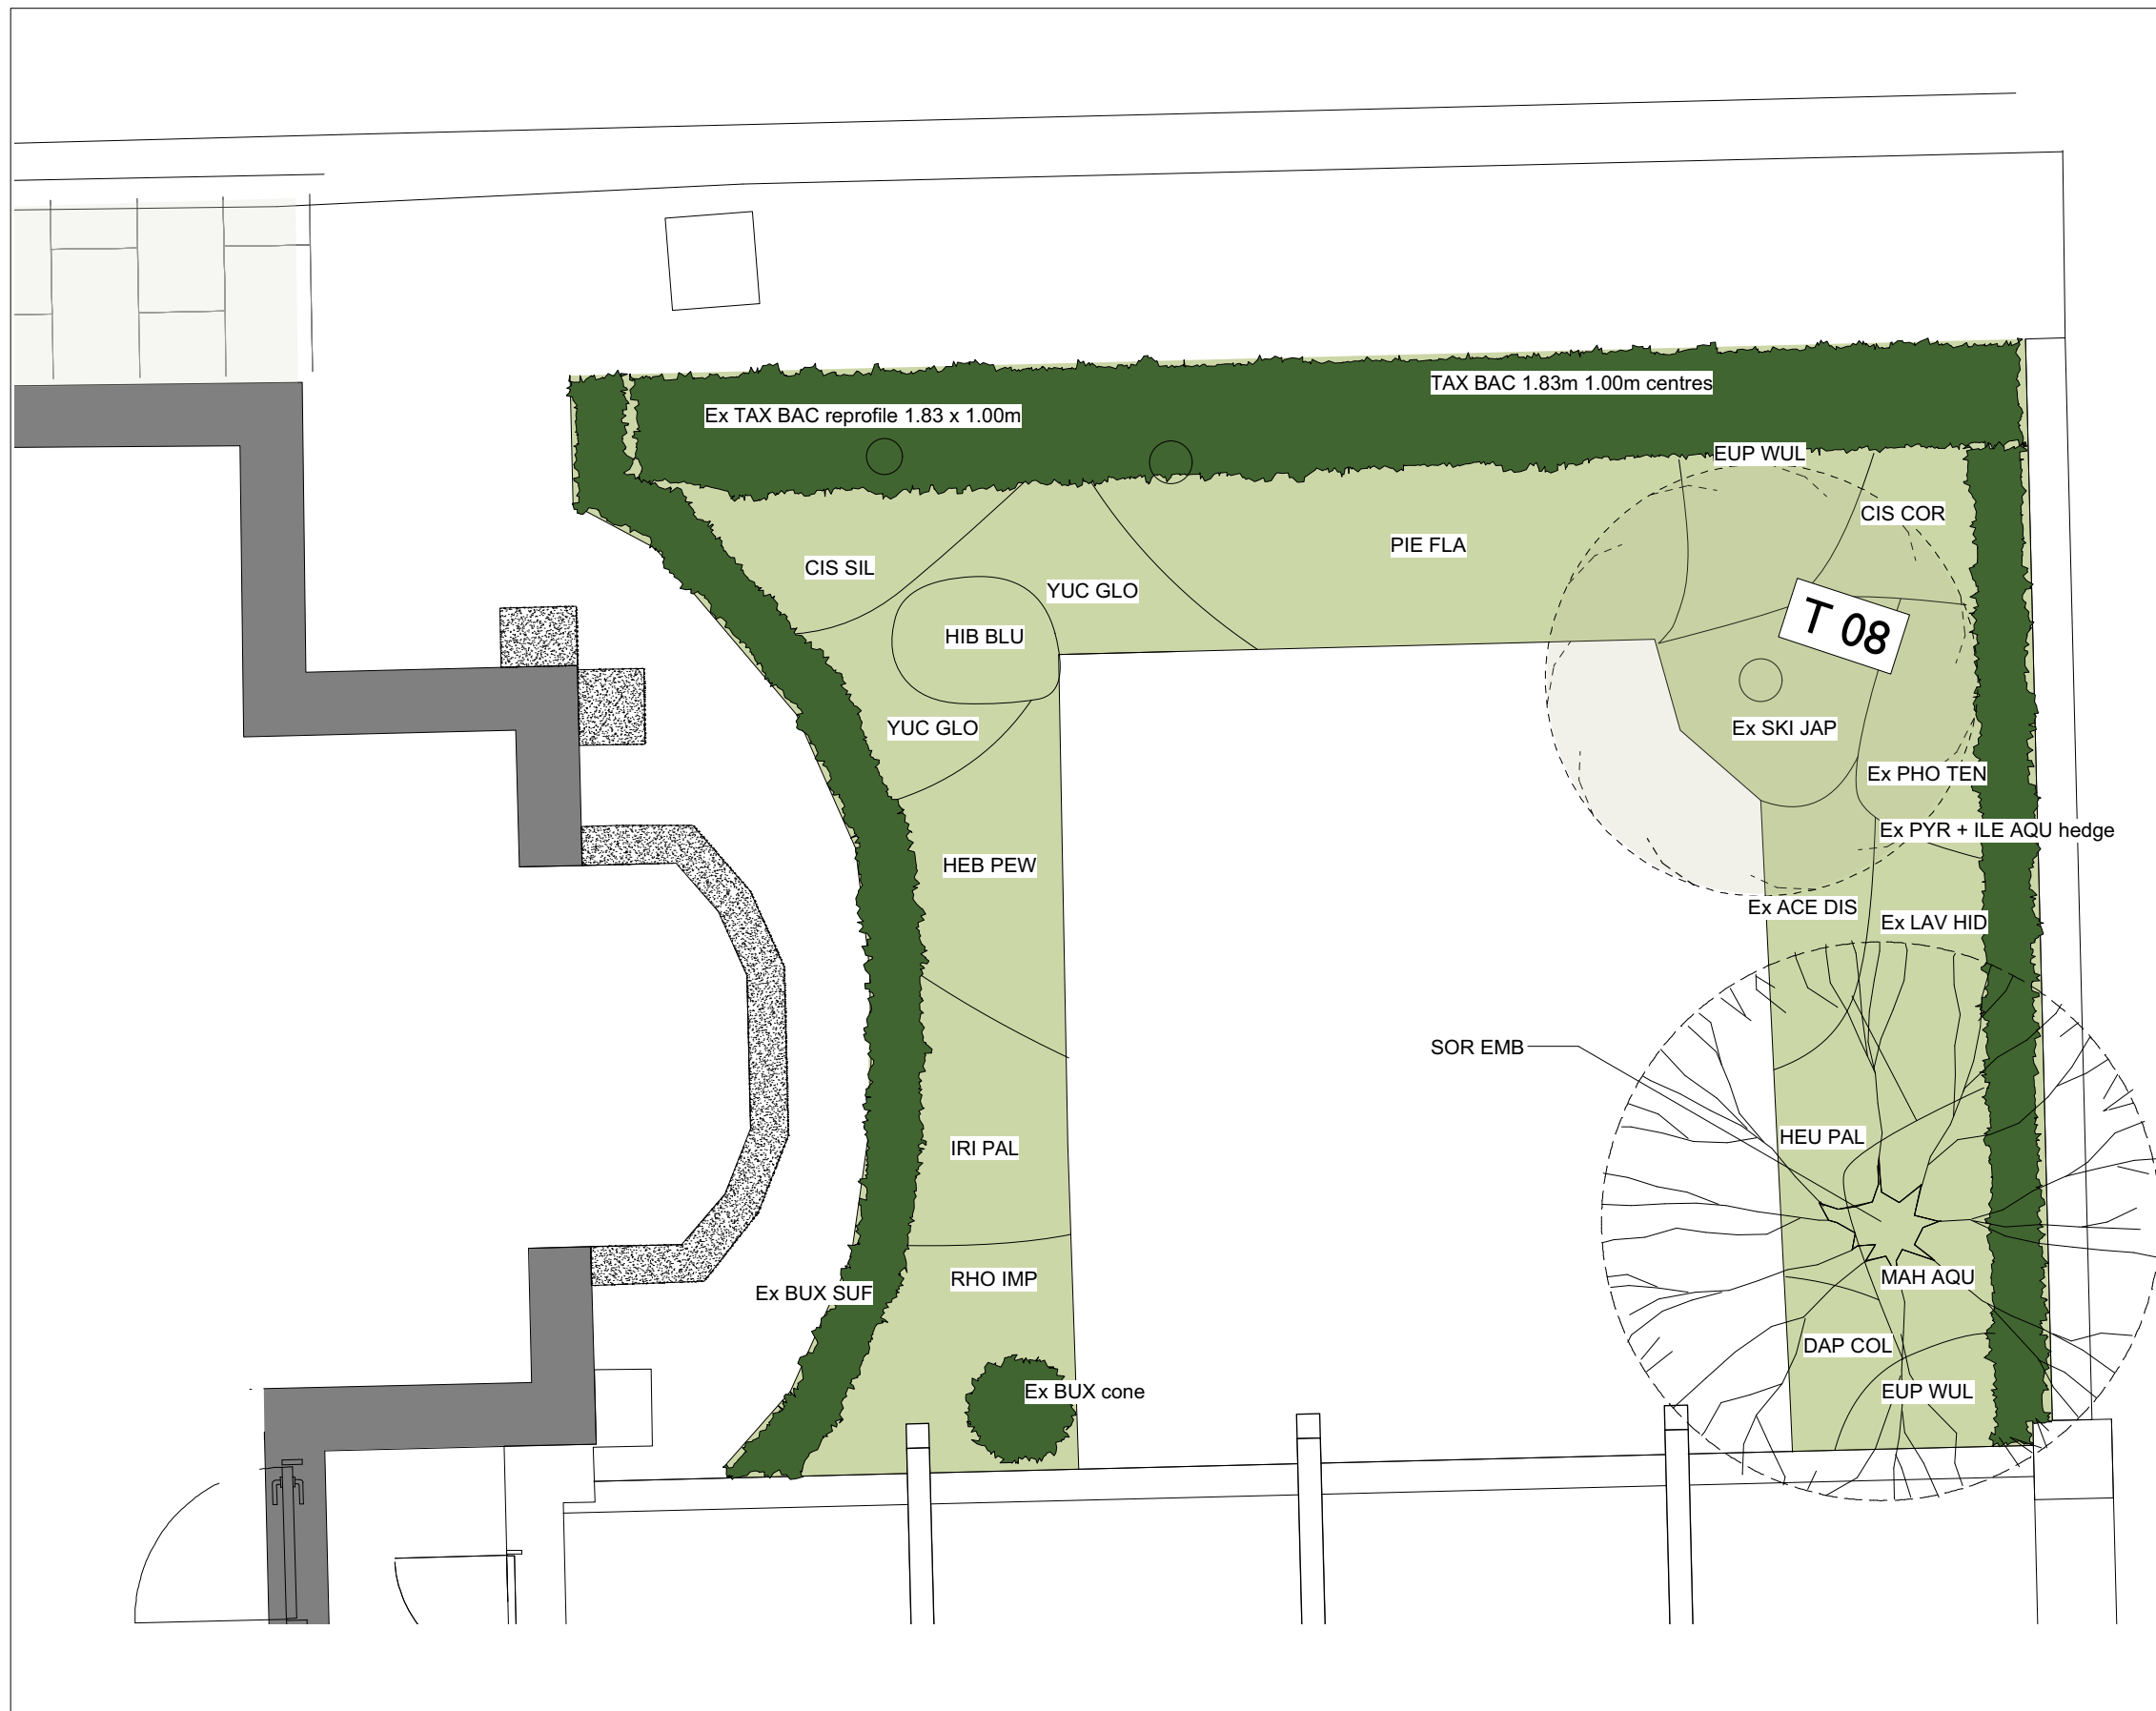 TAX BAC 1.83m 1.00m centres
Ex TAX BAC reprofile 1.83 x 1.00m
EUP WUL
CIS COR
PIE FLA
CIS SIL
YUC GLO
T 08
HIB BLU
YUC GLO
Ex SKI JAP
Ex PHO TEN
Ex PYR + ILE AQU hedge
HEB PEW
Ex ACE DIS
Ex LAV HID
SOR EMB
HEU PAL
IRI PAL
MAH AQU
RHO IMP
Ex BUX SUF
DAP COL
EUP WUL
Ex BUX cone